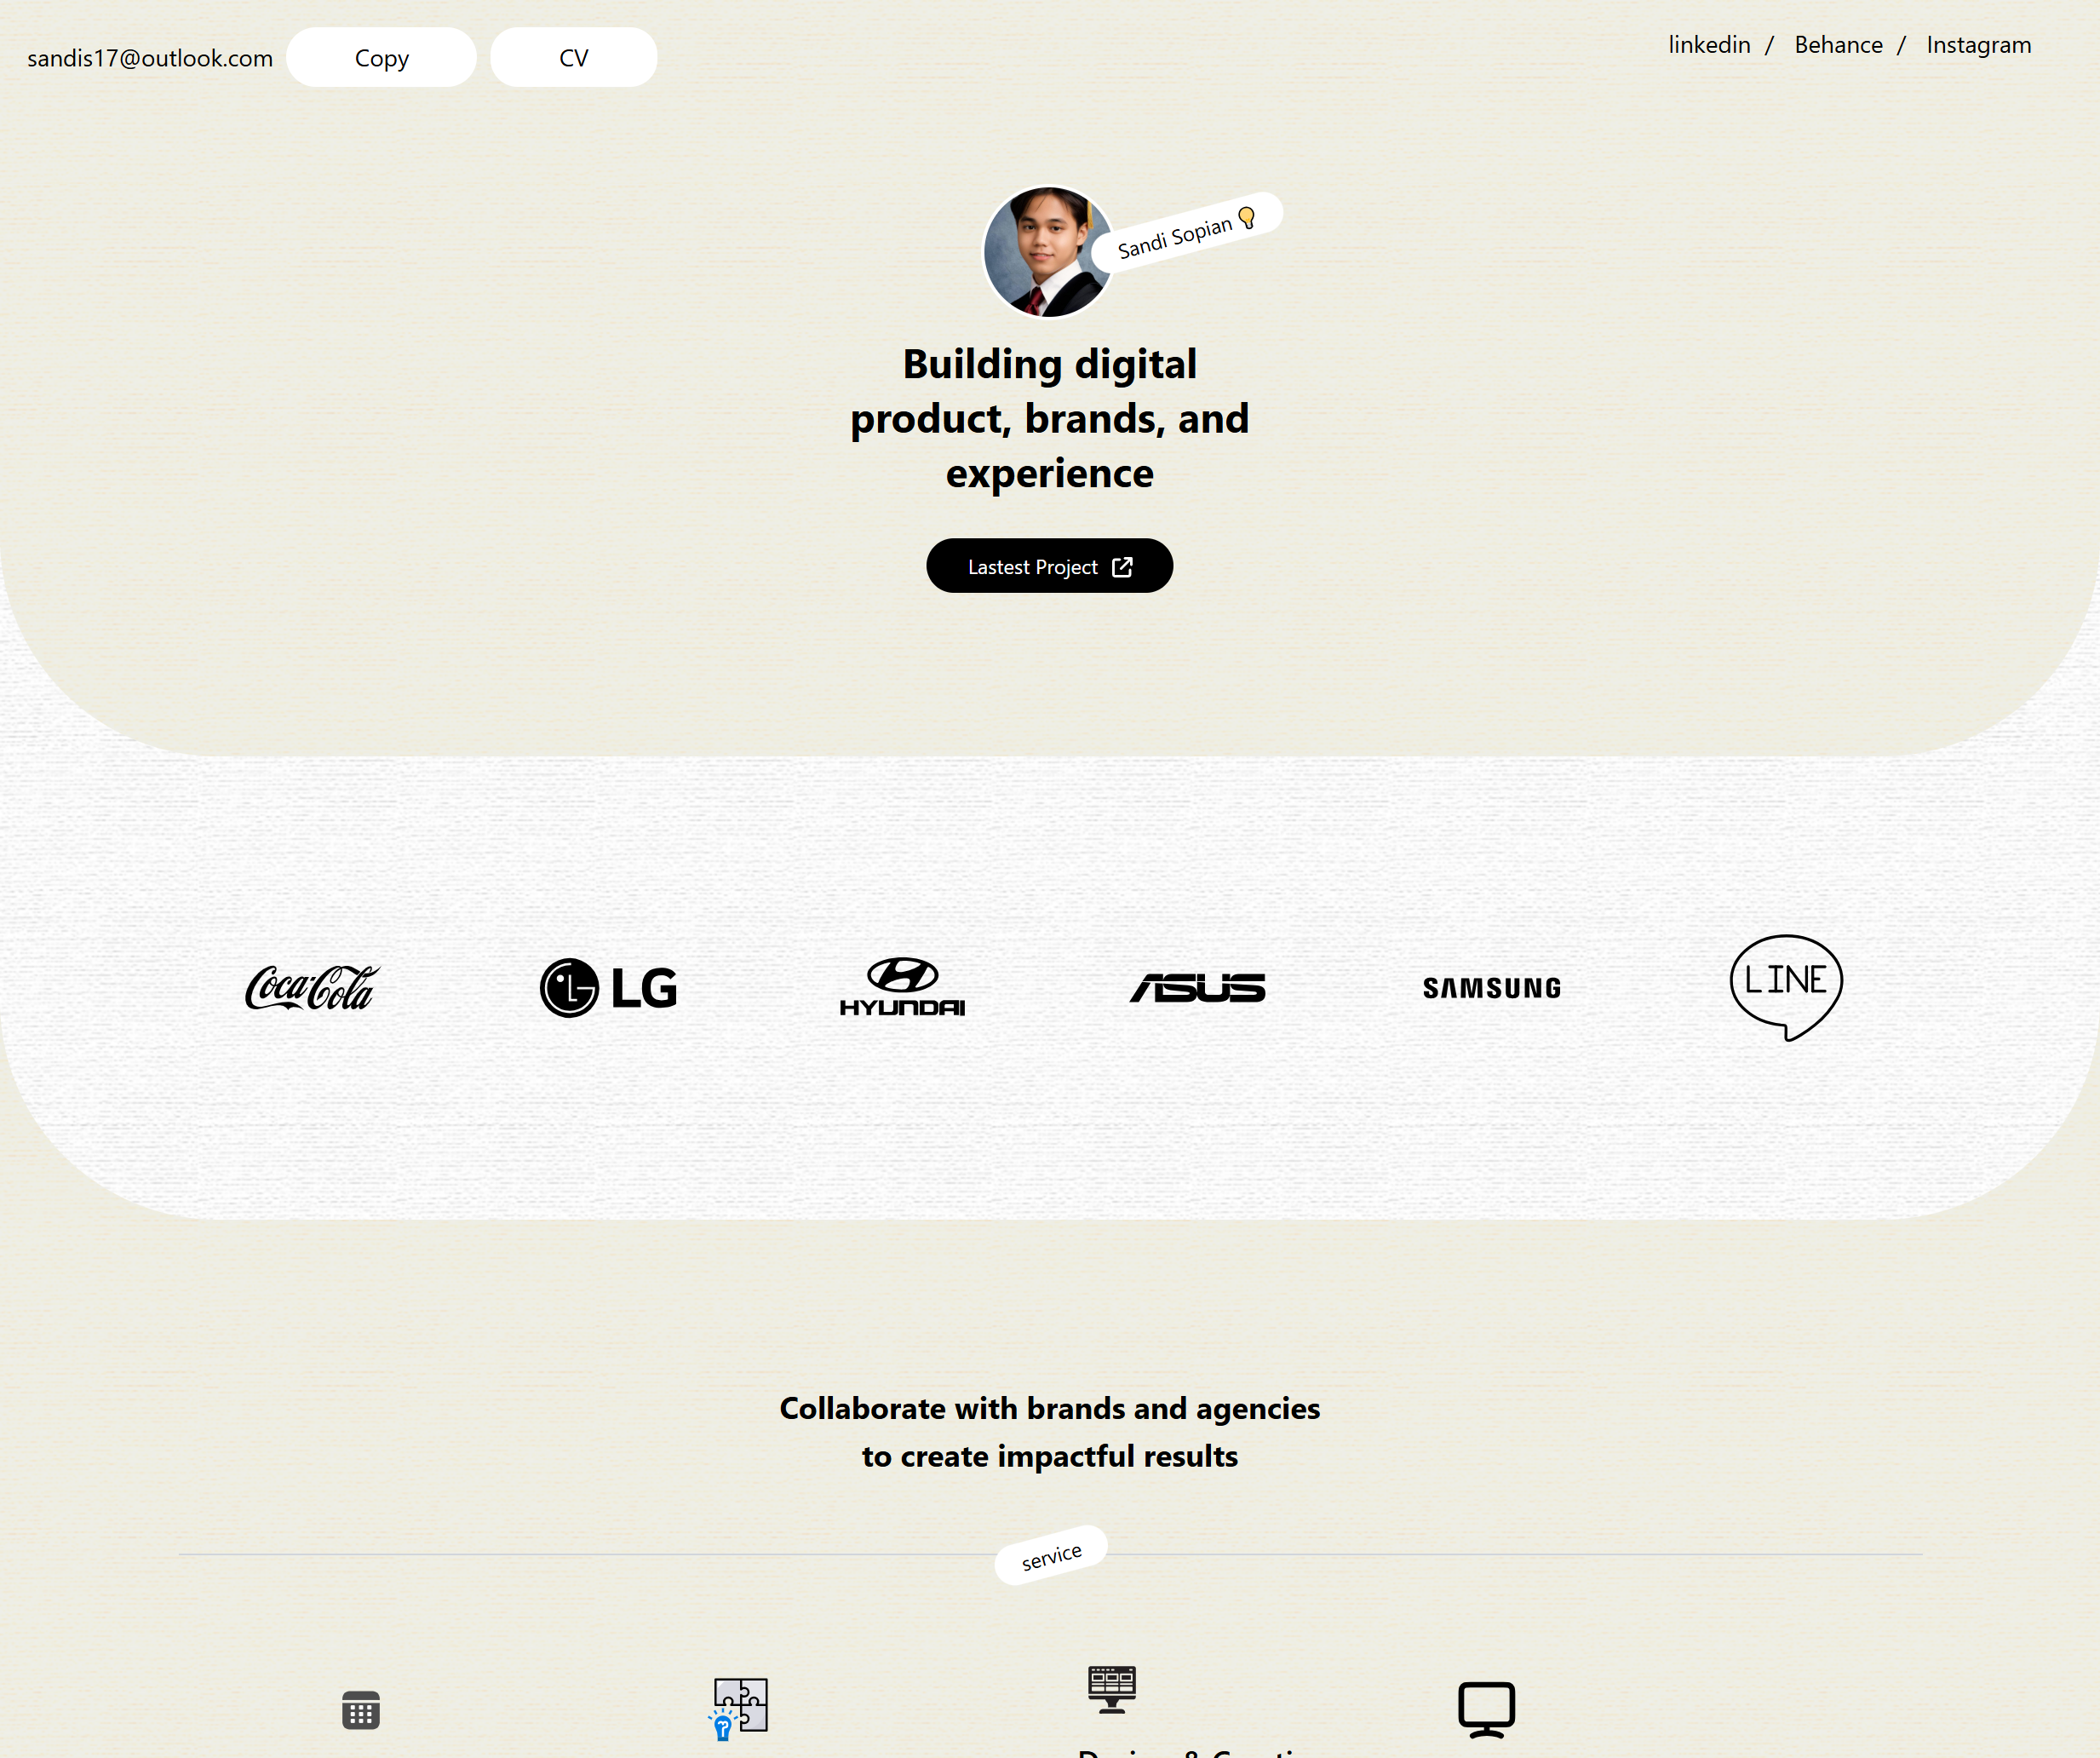 sandis17@outlook.com Copy CV linkedin / Behance / Instagram
Sandi Sopian
Building digital
product, brands, and
experience
Lastest Project
Coca-Cola LG LG HYUNDAI ASUS SAMSUNG LINE
Collaborate with brands and agencies
to create impactful results
service